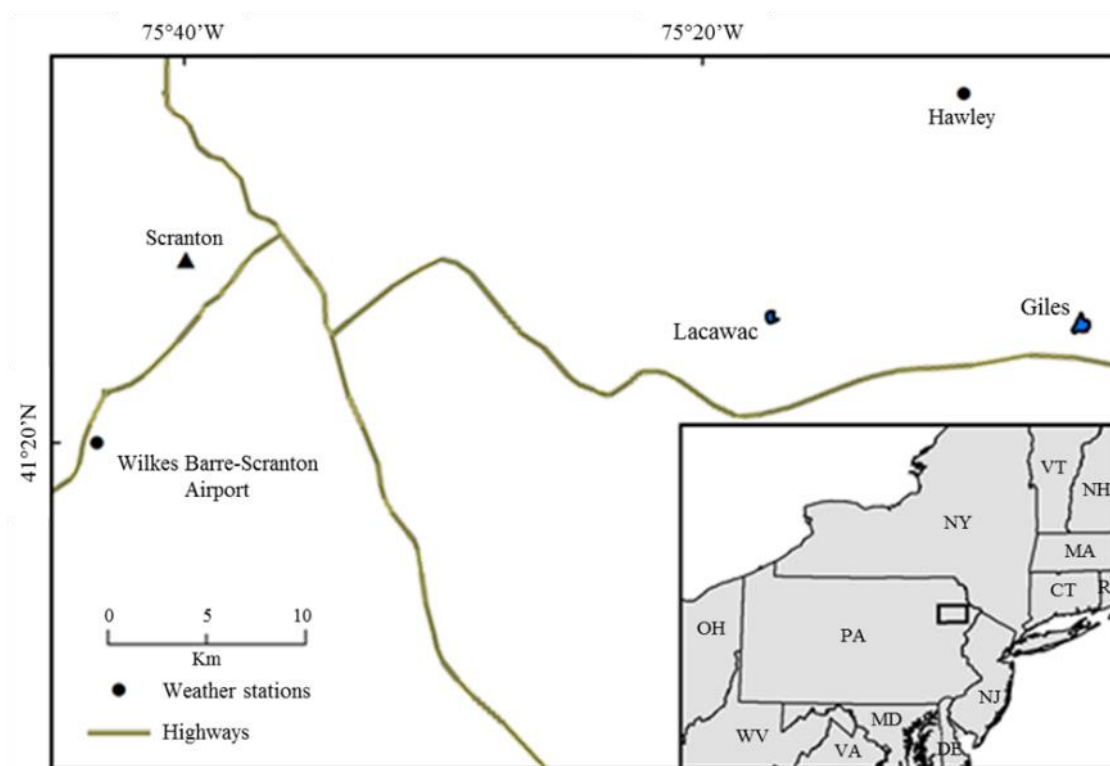 75°40’W
75°20’W
Hawley
Scranton
Giles
Lacawac
41°20’N
Wilkes Barre-Scranton
Airport
0
5
10
Km
Weather stations
Highways
VT
NH
NY
MA
CT
R
OH
PA
NJ
MD
WV
VA
DE